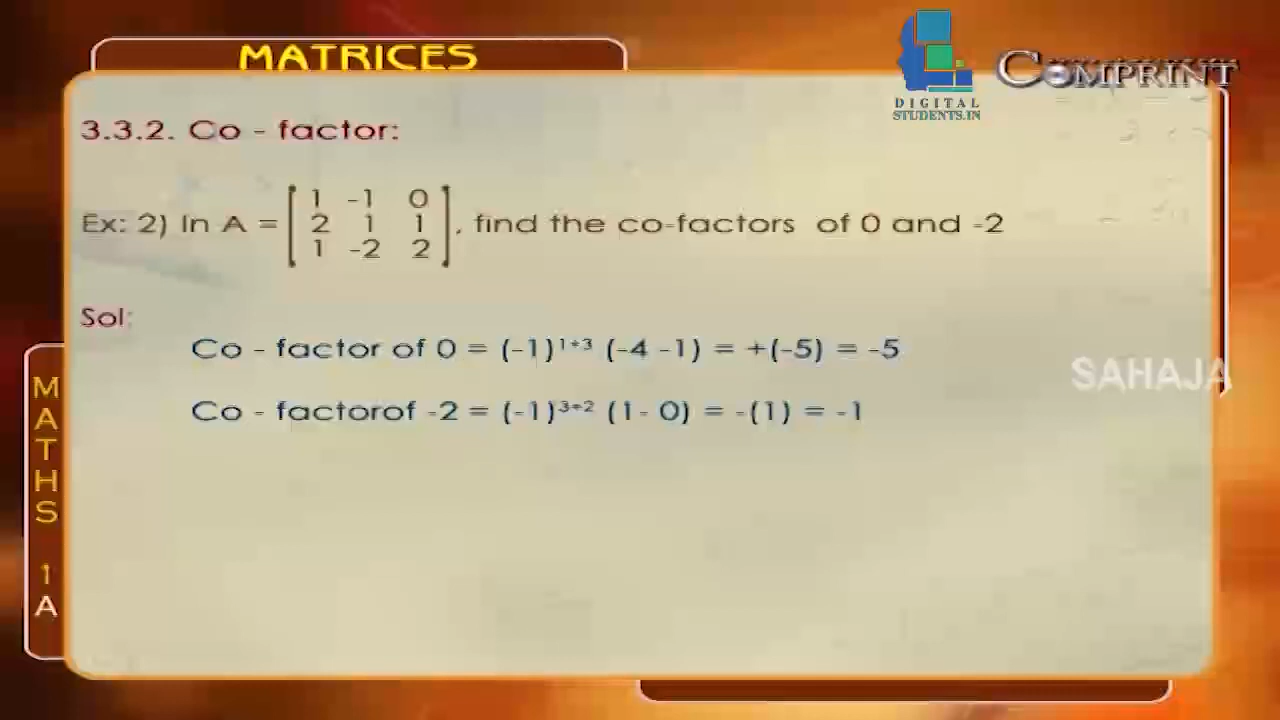 MATRICES
DIGITAL
STUDENTS.IN
COMPRINT
3.3.2. Co - factor:
1 -1 0
Ex: 2) In A = [ 2 1 1 ], find the co-factors of 0 and -2
1 -2 2
Sol:
Co - factor of 0 = (-1)¹⁺³ (-4 -1) = +(-5) = -5
SAHAJA
Co - factorof -2 = (-1)³⁺² (1- 0) = -(1) = -1
MATHS 1A